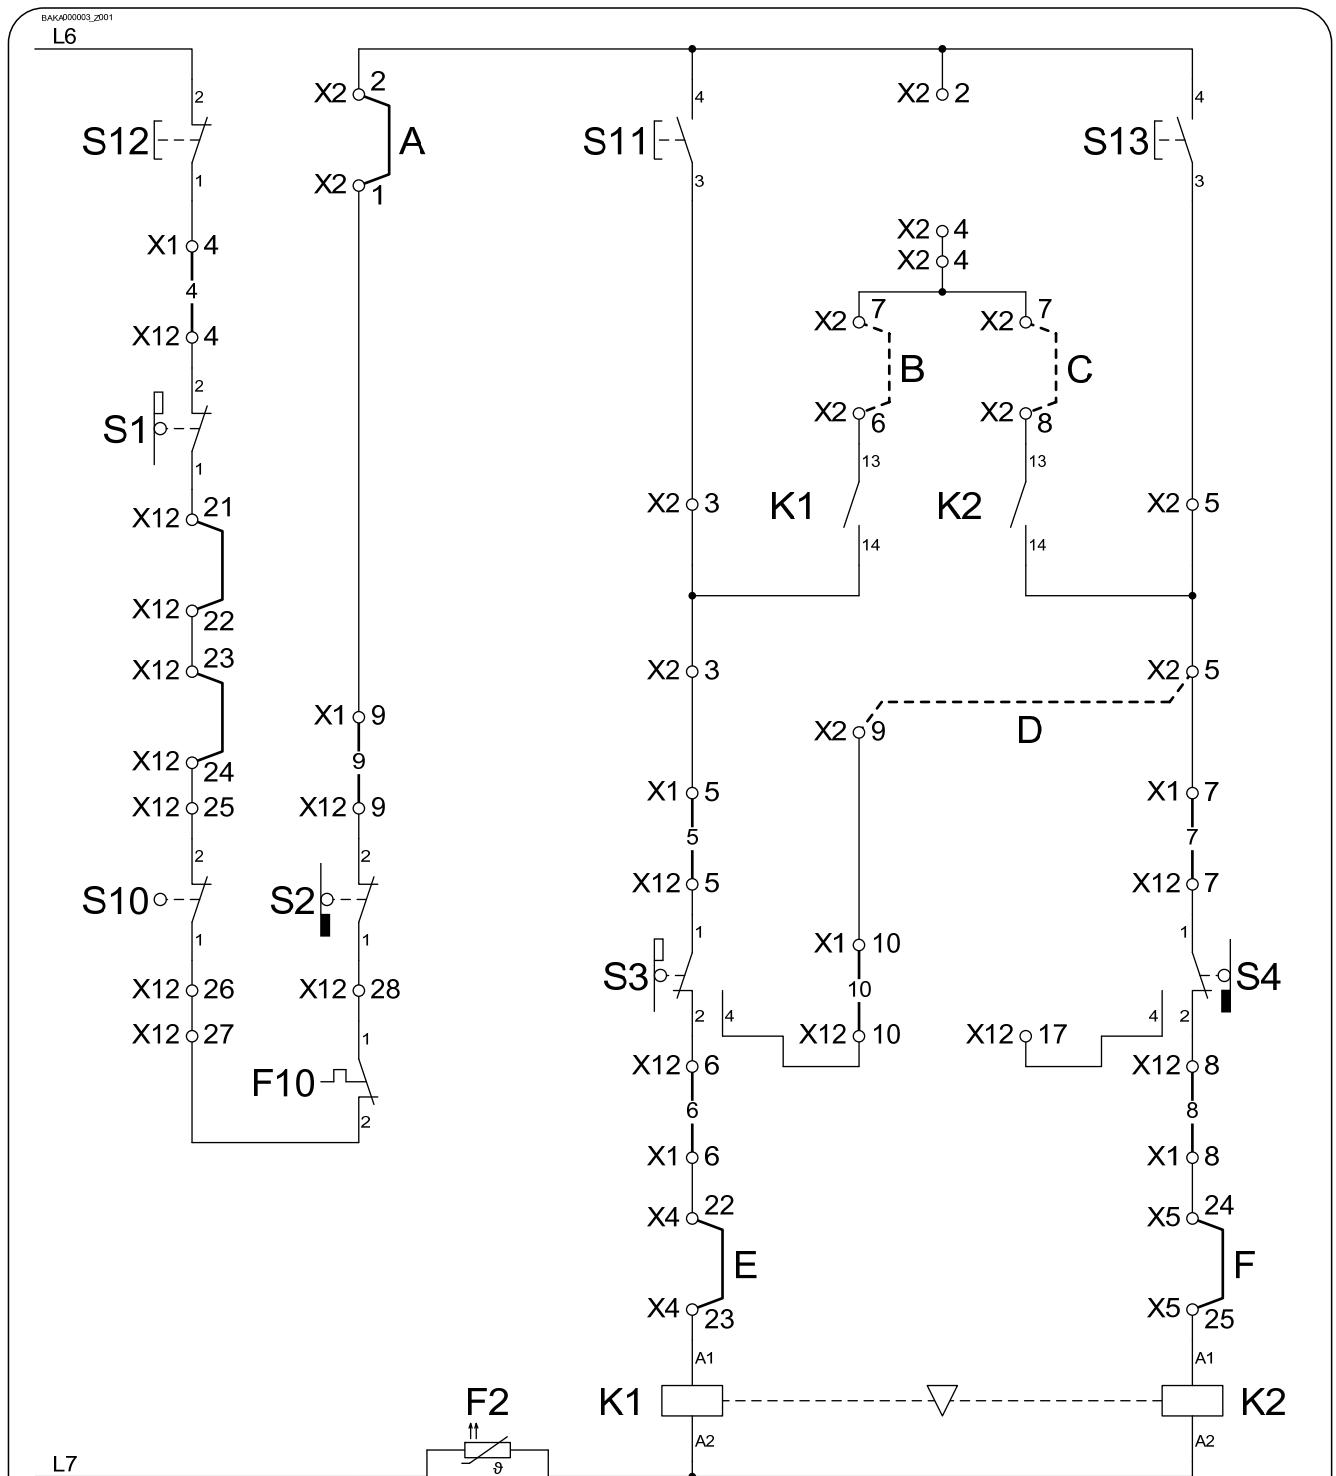 BAKA000003_Z001
L6
2
X2 2
4
X2 2
4
S12
A
S11
S13
1
X2 1
3
3
X1 4
X2 4
X2 4
4
X12 4
X2 7
X2 7
B
C
2
S1
X2 6
X2 8
1
13
13
X12 21
X2 3
K1
K2
X2 5
14
14
X12 22
X12 23
X2 3
X2 5
X1 9
X2 9
D
9
X12 24
X12 25
X12 9
X1 5
X1 7
5
7
2
2
X12 5
X12 7
S10
S2
1
1
1
1
X1 10
X12 26
X12 28
S3
S4
10
2
4
4
2
X12 27
X12 10
X12 17
1
X12 6
X12 8
F10
2
6
8
X1 6
X1 8
X4 22
X5 24
E
F
X4 23
X5 25
A1
A1
F2
K1
K2
A2
A2
L7
ϑ